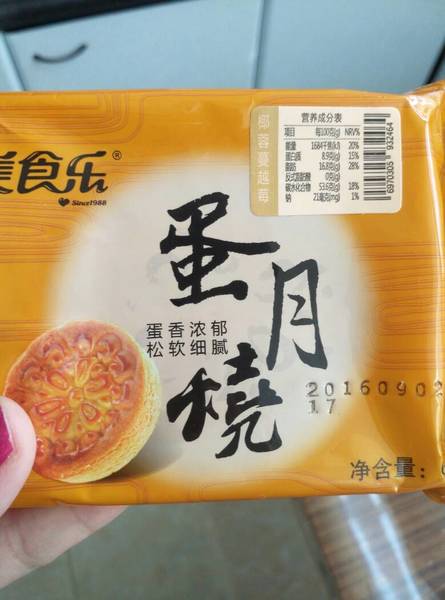 美食乐®
Since1988
椰蓉蔓越莓
营养成分表
项目 每100克(g) NRV%
能量 1684千焦(kJ) 20%
蛋白质 8.9克(g) 15%
脂肪 16.8克(g) 28%
反式脂肪酸 0克(g)
碳水化合物 53.6克(g) 18%
钠 21毫克(mg) 1%
6970303 932464
蛋月燒
蛋香浓郁
松软细腻
20160902
17
净含量：